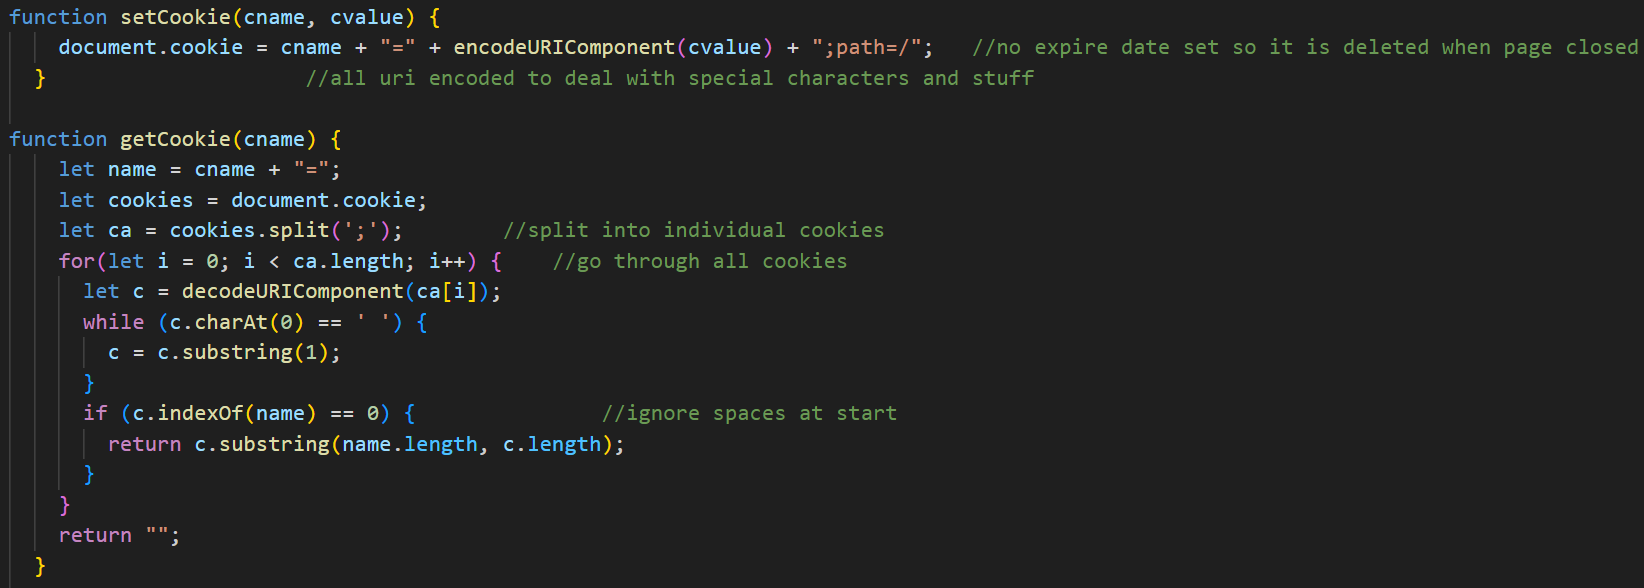 function setCookie(cname, cvalue) {
    document.cookie = cname + "=" + encodeURIComponent(cvalue) + ";path=/";   //no expire date set so it is deleted when page closed
  }                     //all uri encoded to deal with special characters and stuff

function getCookie(cname) {
    let name = cname + "=";
    let cookies = document.cookie;
    let ca = cookies.split(';');        //split into individual cookies
    for(let i = 0; i < ca.length; i++) {    //go through all cookies
      let c = decodeURIComponent(ca[i]);
      while (c.charAt(0) == ' ') {
        c = c.substring(1);
      }
      if (c.indexOf(name) == 0) {               //ignore spaces at start
        return c.substring(name.length, c.length);
      }
    }
    return "";
  }